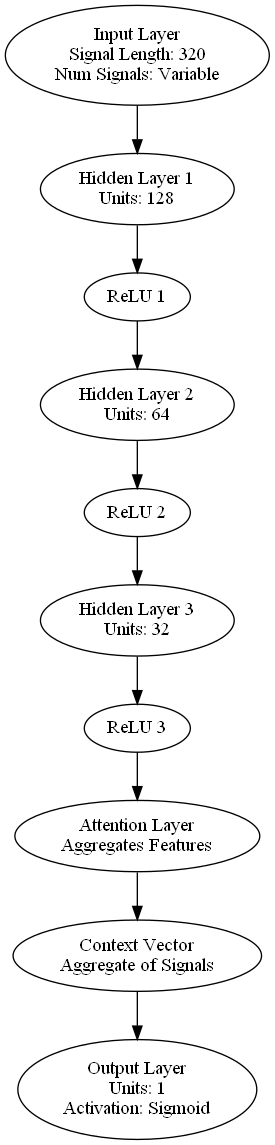 Input Layer
Signal Length: 320
Num Signals: Variable
Hidden Layer 1
Units: 128
ReLU 1
Hidden Layer 2
Units: 64
ReLU 2
Hidden Layer 3
Units: 32
ReLU 3
Attention Layer
Aggregates Features
Context Vector
Aggregate of Signals
Output Layer
Units: 1
Activation: Sigmoid